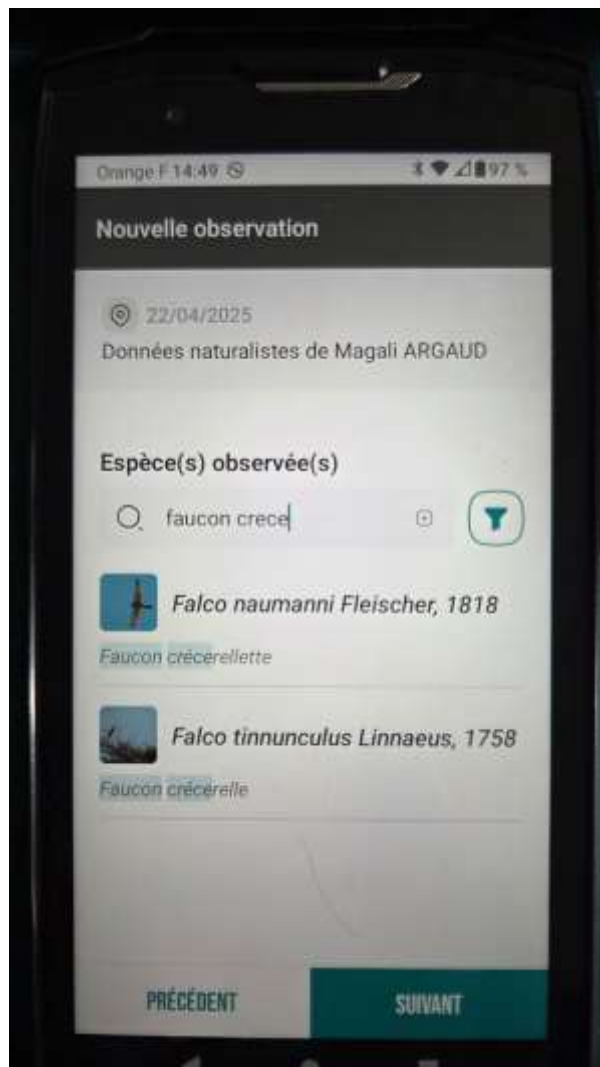 Orange F 14:49
97 %
Nouvelle observation
22/04/2025
Données naturalistes de Magali ARGAUD
Espèce(s) observée(s)
faucon crece
Falco naumanni Fleischer, 1818
Faucon crécerellette
Falco tinnunculus Linnaeus, 1758
Faucon crécerelle
PRÉCÉDENT
SUIVANT